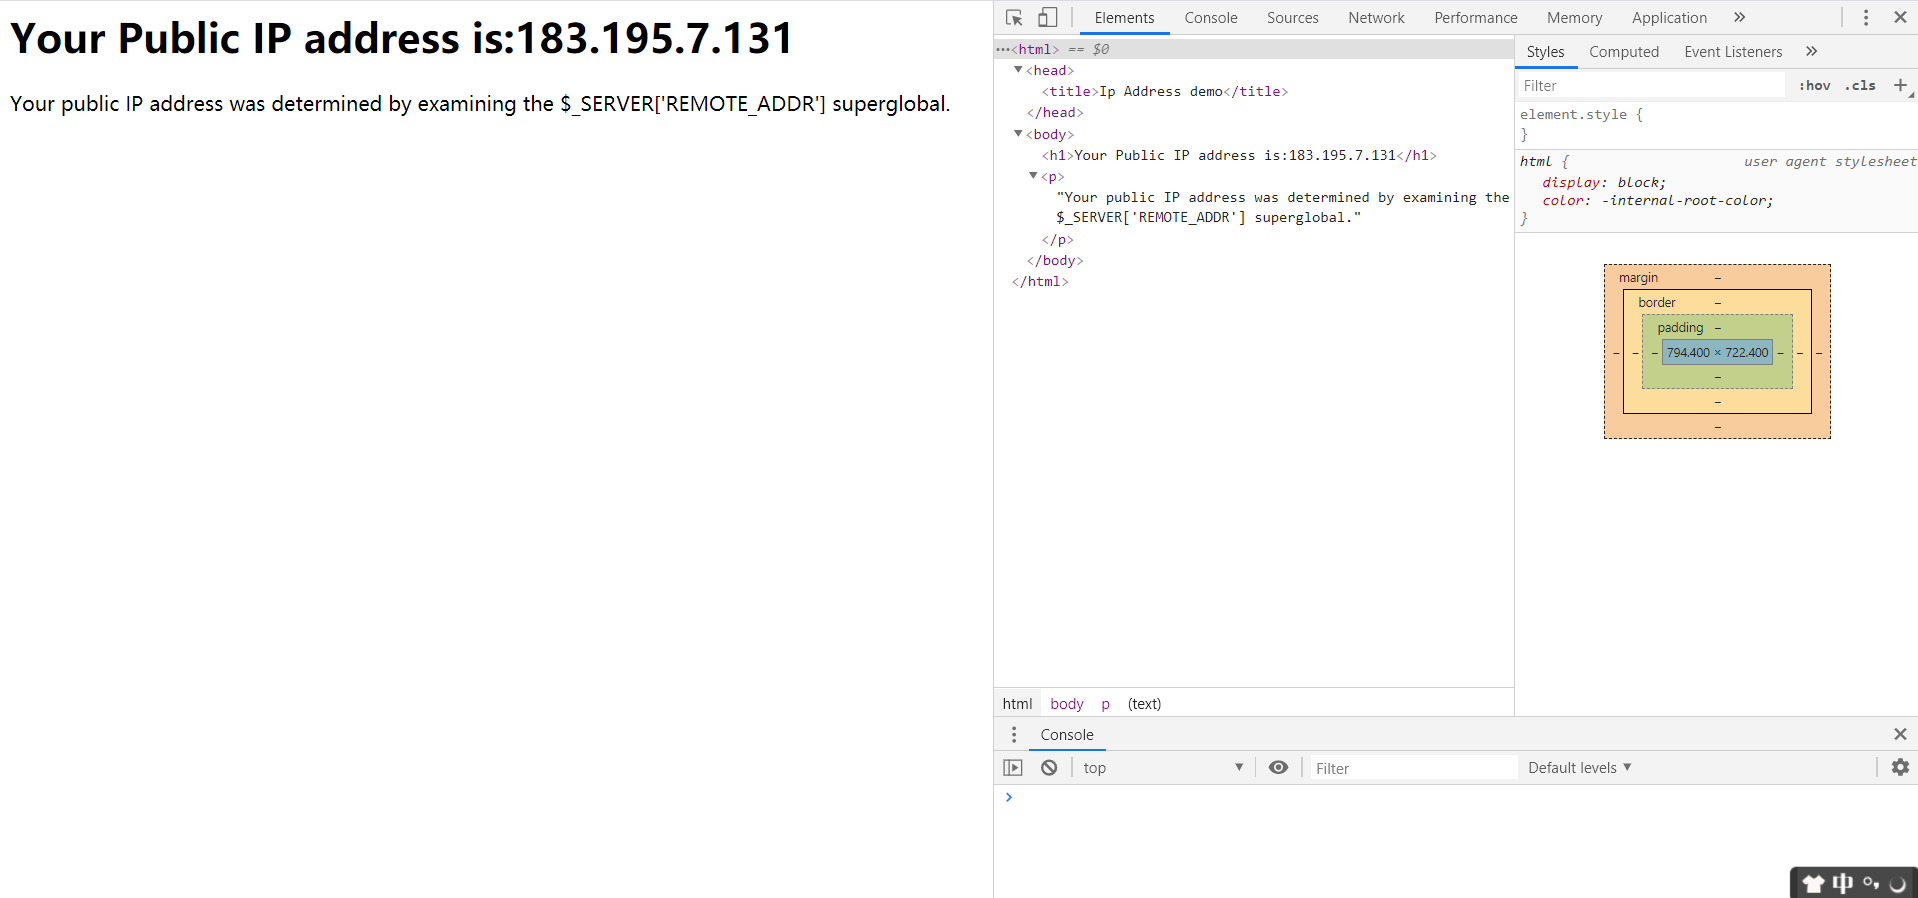 Your Public IP address is:183.195.7.131
Your public IP address was determined by examining the $_SERVER['REMOTE_ADDR'] superglobal.
Elements Console Sources Network Performance Memory Application »
…<html> == $0
▼<head>
<title>Ip Address demo</title>
</head>
▼<body>
<h1>Your Public IP address is:183.195.7.131</h1>
▼<p>
"Your public IP address was determined by examining the
$_SERVER['REMOTE_ADDR'] superglobal."
</p>
</body>
</html>
html body p (text)
Styles Computed Event Listeners »
Filter :hov .cls +
element.style {
}
html { user agent stylesheet
display: block;
color: -internal-root-color;
}
margin –
border –
padding –
– – – 794.400 × 722.400 – – –
–
–
–
Console
top ▼ Filter Default levels ▼
>
中 °,